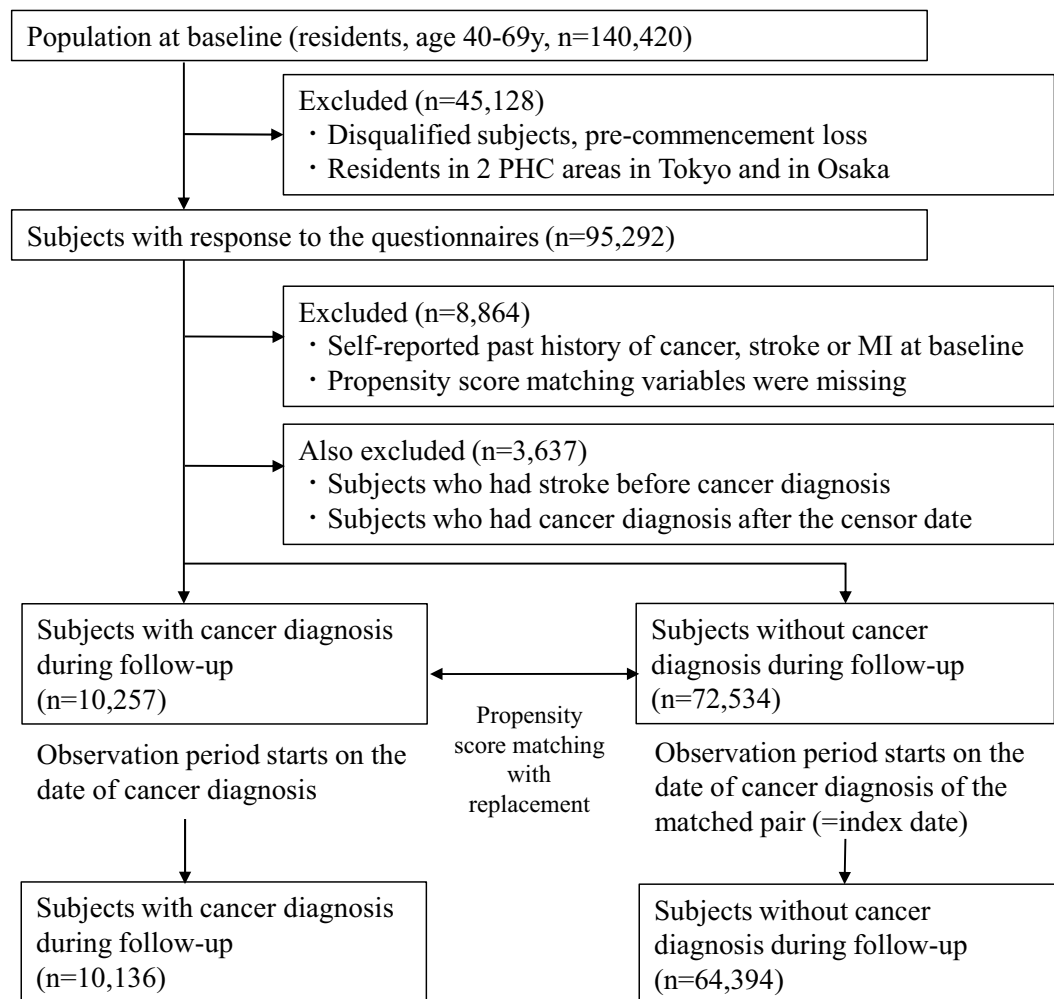 Population at baseline (residents, age 40-69y, n=140,420)
Excluded (n=45,128)
・Disqualified subjects, pre-commencement loss
・Residents in 2 PHC areas in Tokyo and in Osaka
Subjects with response to the questionnaires (n=95,292)
Excluded (n=8,864)
・Self-reported past history of cancer, stroke or MI at baseline
・Propensity score matching variables were missing
Also excluded (n=3,637)
・Subjects who had stroke before cancer diagnosis
・Subjects who had cancer diagnosis after the censor date
Subjects with cancer diagnosis
during follow-up
(n=10,257)
Subjects without cancer
diagnosis during follow-up
(n=72,534)
Propensity
score matching
with
replacement
Observation period starts on the
date of cancer diagnosis
Observation period starts on the
date of cancer diagnosis of the
matched pair (=index date)
Subjects with cancer diagnosis
during follow-up
(n=10,136)
Subjects without cancer
diagnosis during follow-up
(n=64,394)